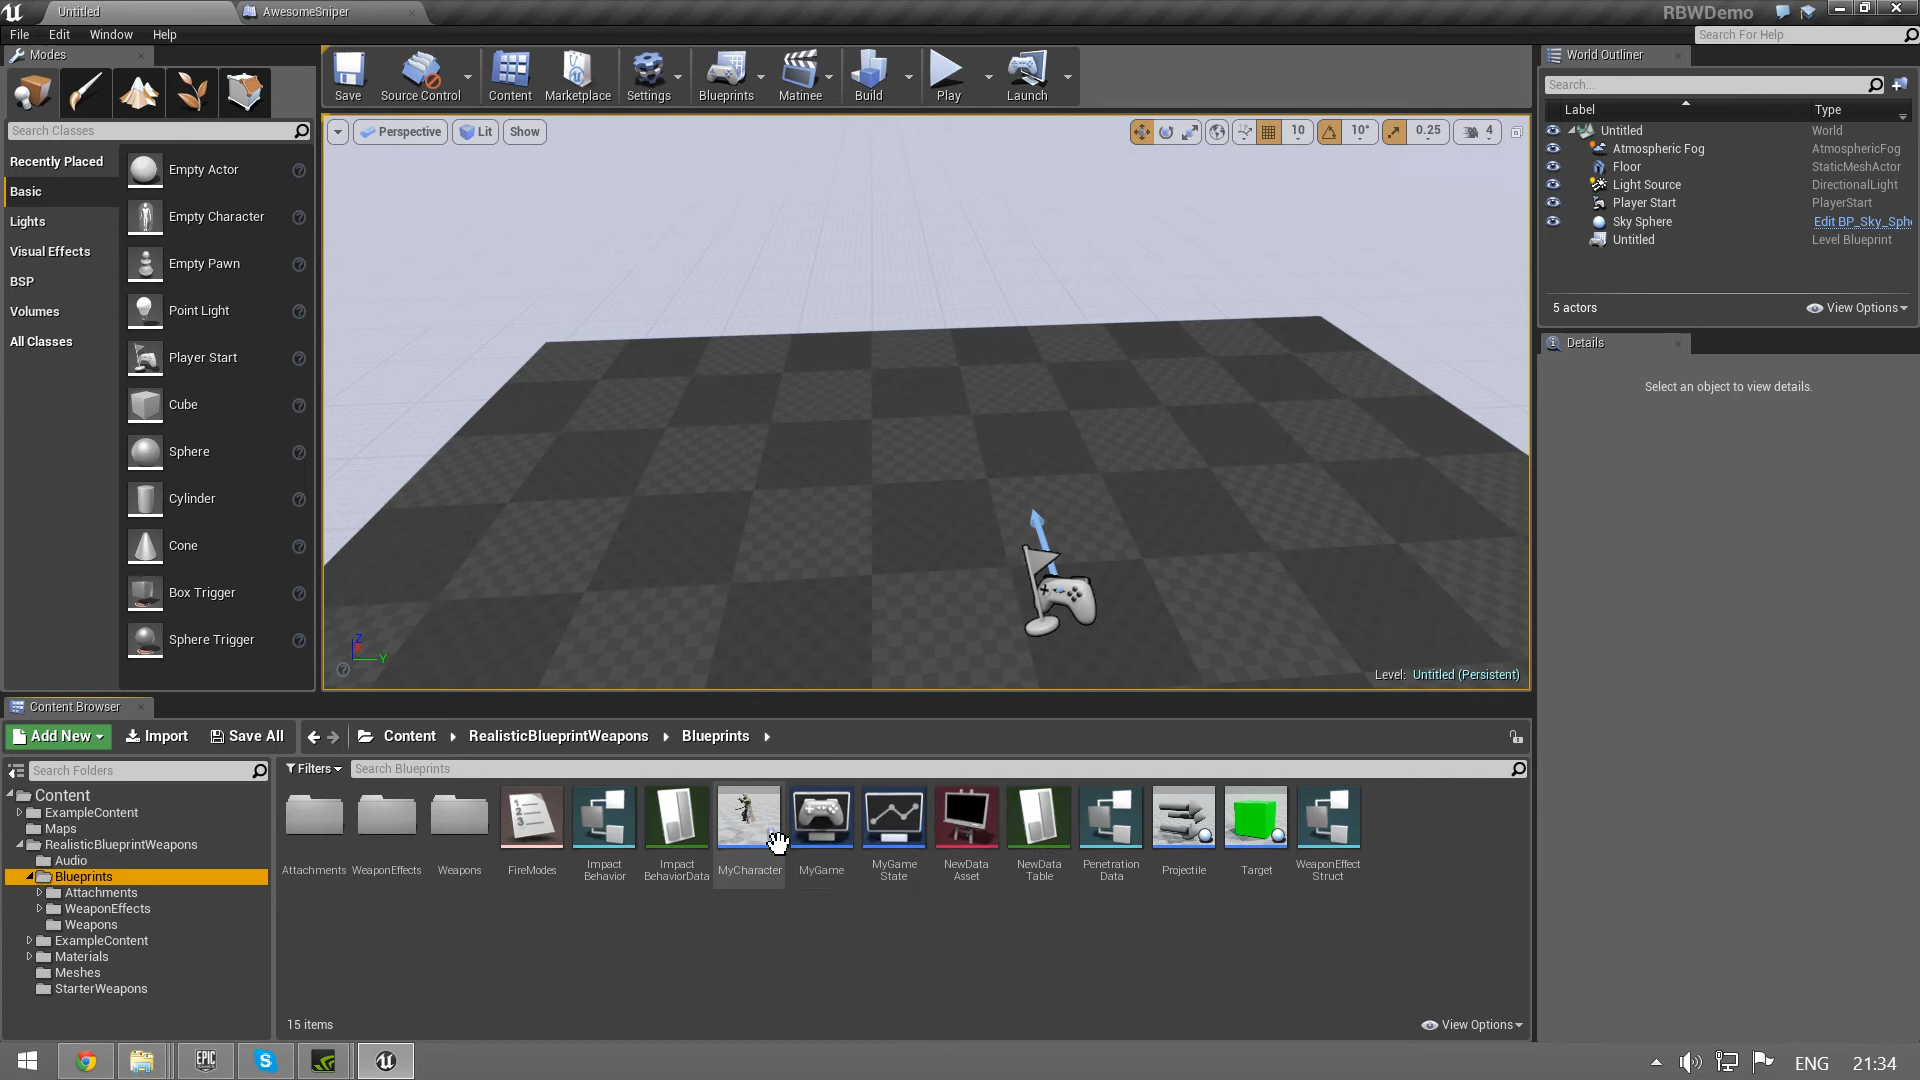 Untitled
AwesomeSniper
RBWDemo
File Edit Window Help
Search For Help
Modes
Search Classes
Recently Placed
Basic
Lights
Visual Effects
BSP
Volumes
All Classes
Empty Actor
Empty Character
Empty Pawn
Point Light
Player Start
Cube
Sphere
Cylinder
Cone
Box Trigger
Sphere Trigger
Save
Source Control
Content
Marketplace
Settings
Blueprints
Matinee
Build
Play
Launch
Perspective
Lit
Show
10
10°
0.25
4
Z
Y
Level: Untitled (Persistent)
World Outliner
Search...
Label Type
Untitled World
Atmospheric Fog AtmosphericFog
Floor StaticMeshActor
Light Source DirectionalLight
Player Start PlayerStart
Sky Sphere Edit BP_Sky_Sph
Untitled Level Blueprint
5 actors
View Options
Details
Select an object to view details.
Content Browser
Add New
Import
Save All
Content
RealisticBlueprintWeapons
Blueprints
Search Folders
Filters
Search Blueprints
Content
ExampleContent
Maps
RealisticBlueprintWeapons
Audio
Blueprints
Attachments
WeaponEffects
Weapons
ExampleContent
Materials
Meshes
StarterWeapons
Attachments
WeaponEffects
Weapons
1
2
3
FireModes
Impact
Behavior
Impact
BehaviorData
MyCharacter
MyGame
MyGame
State
NewData
Asset
NewData
Table
Penetration
Data
Projectile
Target
WeaponEffect
Struct
15 items
View Options
EPIC
GAMES
ENG
21:34